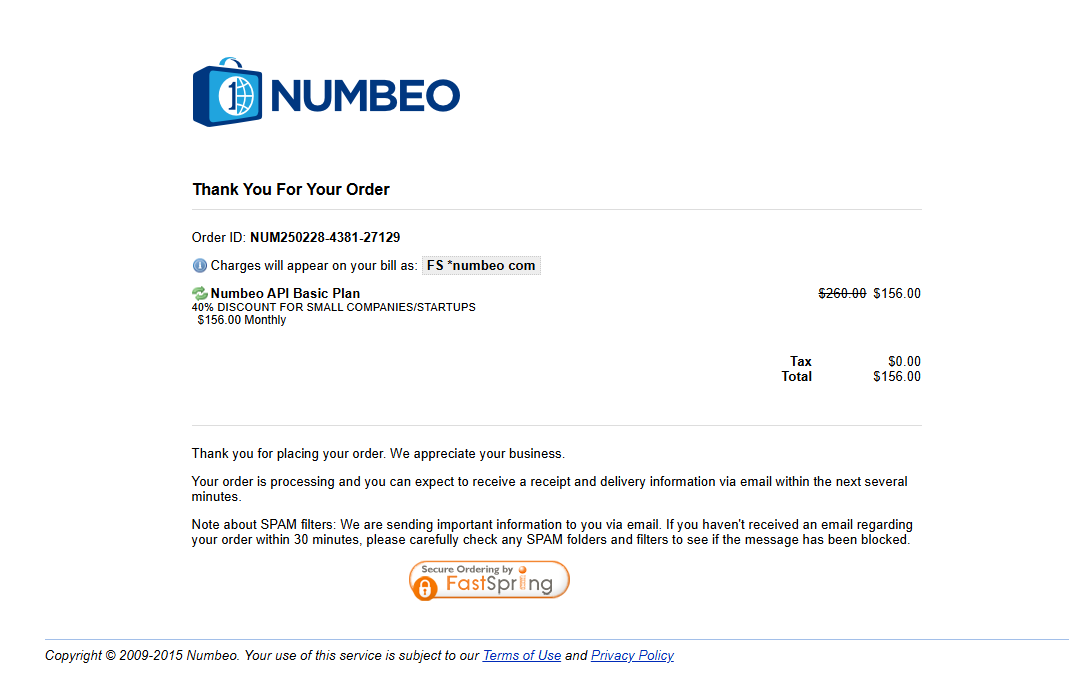 NUMBEO
Thank You For Your Order
Order ID: NUM250228-4381-27129
Charges will appear on your bill as: FS *numbeo com
Numbeo API Basic Plan $260.00 $156.00
40% DISCOUNT FOR SMALL COMPANIES/STARTUPS
$156.00 Monthly
Tax $0.00
Total $156.00
Thank you for placing your order. We appreciate your business.
Your order is processing and you can expect to receive a receipt and delivery information via email within the next several
minutes.
Note about SPAM filters: We are sending important information to you via email. If you haven't received an email regarding
your order within 30 minutes, please carefully check any SPAM folders and filters to see if the message has been blocked.
Secure Ordering by
FastSpring
Copyright © 2009-2015 Numbeo. Your use of this service is subject to our Terms of Use and Privacy Policy